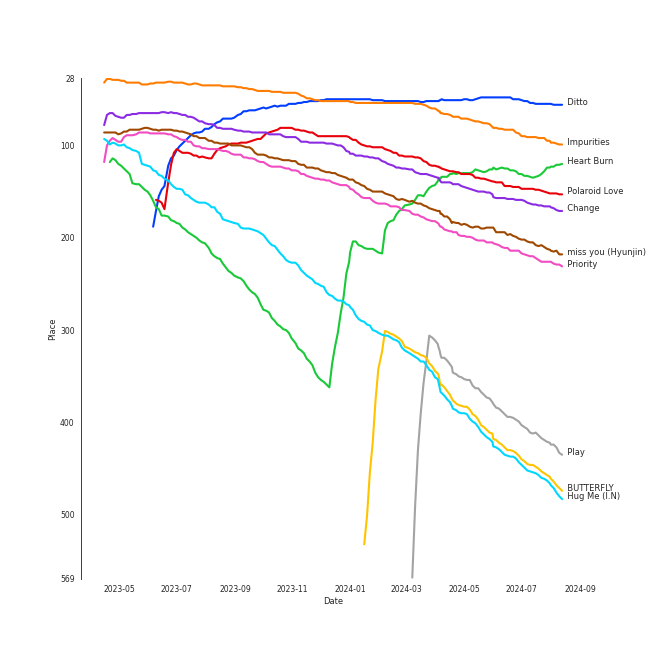 28
Ditto
Impurities
100
Heart Burn
Polaroid Love
Change
200
miss you (Hyunjin)
Priority
300
Place
400
Play
BUTTERFLY
Hug Me (I.N)
500
569
2023-05 2023-07 2023-09 2023-11 2024-01 2024-03 2024-05 2024-07 2024-09
Date